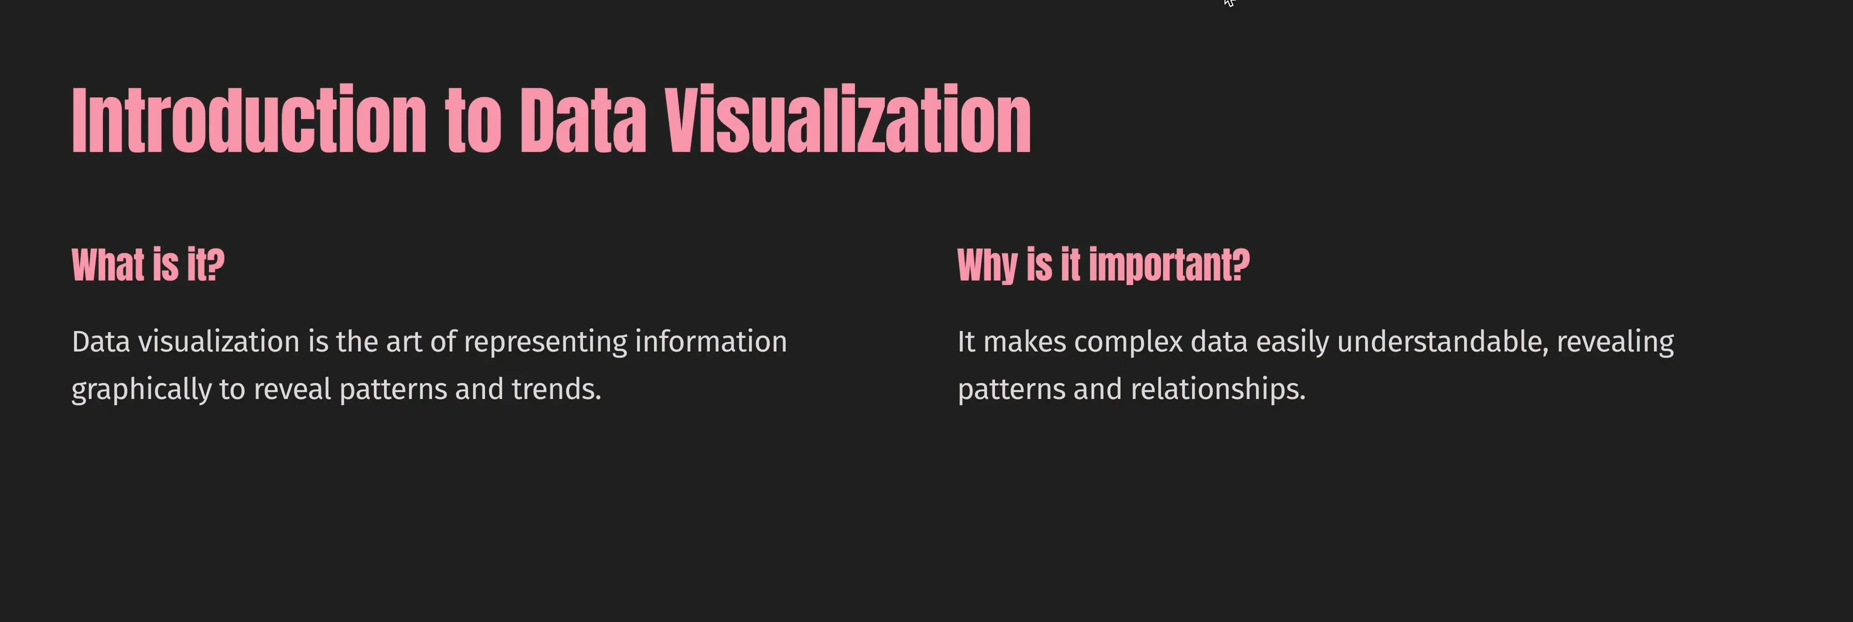 Introduction to Data Visualization
What is it?
Data visualization is the art of representing information
graphically to reveal patterns and trends.
Why is it important?
It makes complex data easily understandable, revealing
patterns and relationships.